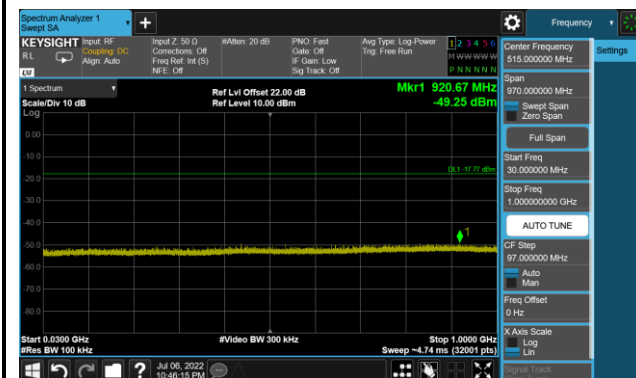 Spectrum Analyzer 1
Swept SA
Frequency
KEYSIGHT
RL
LXI
Input: RF
Coupling: DC
Align: Auto
Input Z: 50 Ω
Corrections: Off
Freq Ref: Int (S)
NFE: Off
#Atten: 20 dB
PNO: Fast
Gate: Off
IF Gain: Low
Sig Track: Off
Avg Type: Log-Power
Trig: Free Run
1 2 3 4 5 6
M W W W W W
P N N N N N
1 Spectrum
Scale/Div 10 dB
Log
Ref Lvl Offset 22.00 dB
Ref Level 10.00 dBm
Mkr1 920.67 MHz
-49.25 dBm
0.00
-10.0
-20.0
-30.0
-40.0
-50.0
-60.0
-70.0
-80.0
DL1 -17.77 dBm
1
Start 0.0300 GHz
#Res BW 100 kHz
#Video BW 300 kHz
Stop 1.0000 GHz
Sweep ~4.74 ms (32001 pts)
Jul 06, 2022
10:46:15 PM
Center Frequency
515.000000 MHz
Settings
Span
970.000000 MHz
Swept Span
Zero Span
Full Span
Start Freq
30.000000 MHz
Stop Freq
1.000000000 GHz
AUTO TUNE
CF Step
97.000000 MHz
Auto
Man
Freq Offset
0 Hz
X Axis Scale
Log
Lin
Signal Track